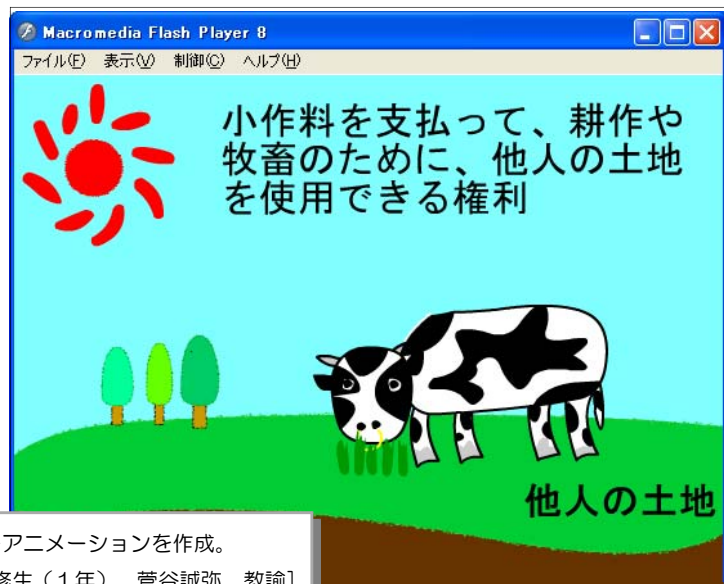 Macromedia Flash Player 8
ファイル(F) 表示(V) 制御(C) ヘルプ(H)
小作料を支払って、耕作や
牧畜のために、他人の土地
を使用できる権利
他人の土地
アニメーションを作成。
修生(1年) 菅谷誠弥 教諭]